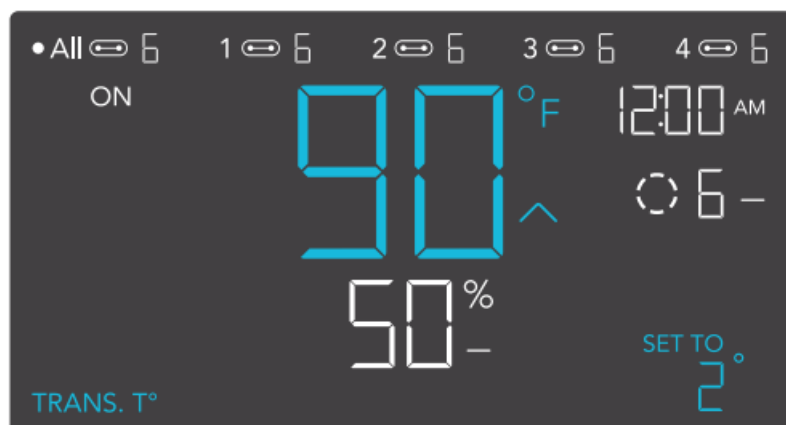 All 6 1 6 2 6 3 6 4 6
ON
90 °F
12:00 AM
6 –
50 %
–
SET TO
2°
TRANS. T°